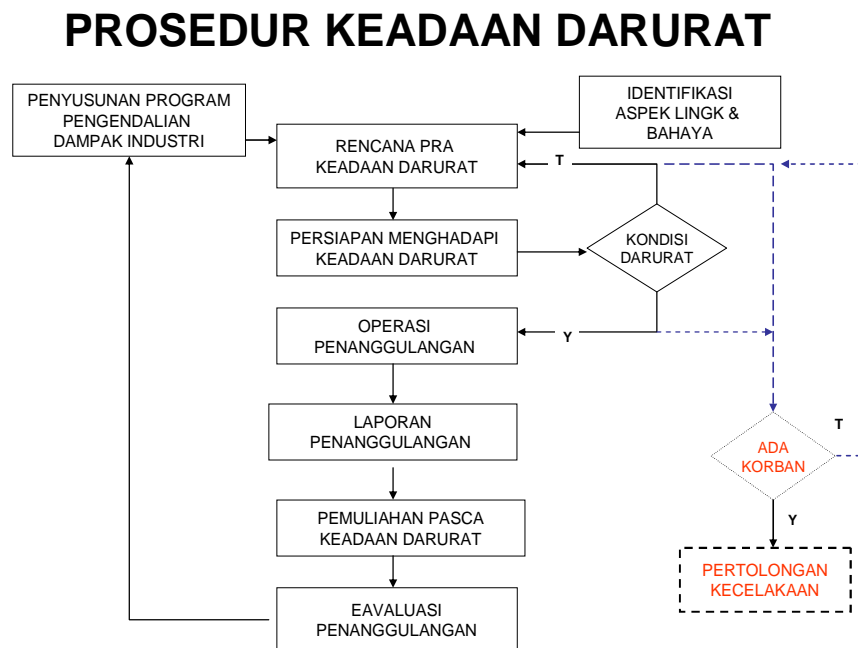 PROSEDUR KEADAAN DARURAT
PENYUSUNAN PROGRAM
PENGENDALIAN
DAMPAK INDUSTRI
IDENTIFIKASI
ASPEK LINGK &
BAHAYA
RENCANA PRA
KEADAAN DARURAT
T
PERSIAPAN MENGHADAPI
KEADAAN DARURAT
KONDISI
DARURAT
OPERASI
PENANGGULANGAN
Y
LAPORAN
PENANGGULANGAN
ADA
KORBAN
T
Y
PEMULIAHAN PASCA
KEADAAN DARURAT
PERTOLONGAN
KECELAKAAN
EAVALUASI
PENANGGULANGAN